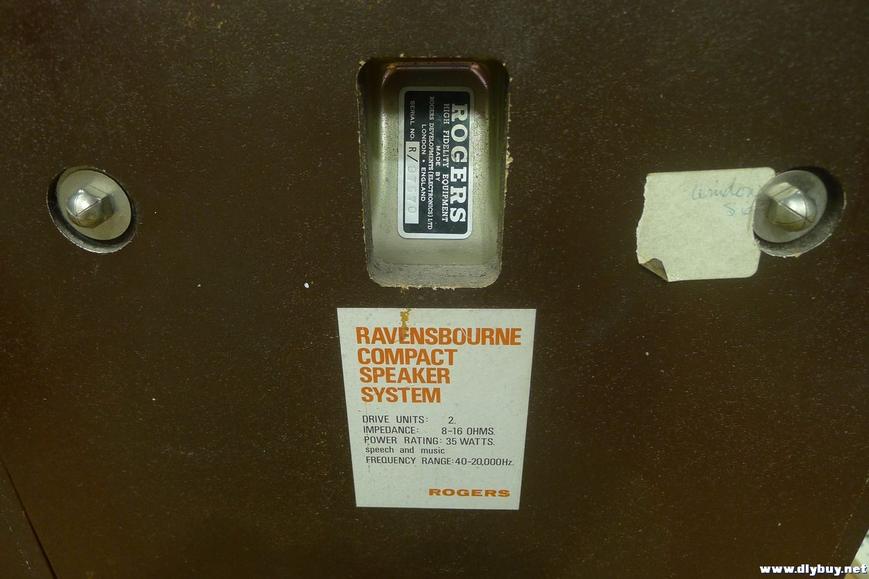 ROGERS
HIGH FIDELITY EQUIPMENT
MADE BY
ROGERS DEVELOPMENTS (ELECTRONICS) LTD
LONDON • ENGLAND
SERIAL NO. R/
RAVENSBOURNE
COMPACT
SPEAKER
SYSTEM
DRIVE UNITS: 2.
IMPEDANCE: 8-16 OHMS.
POWER RATING: 35 WATTS.
speech and music
FREQUENCY RANGE: 40-20,000Hz.
ROGERS
www.diybuy.net